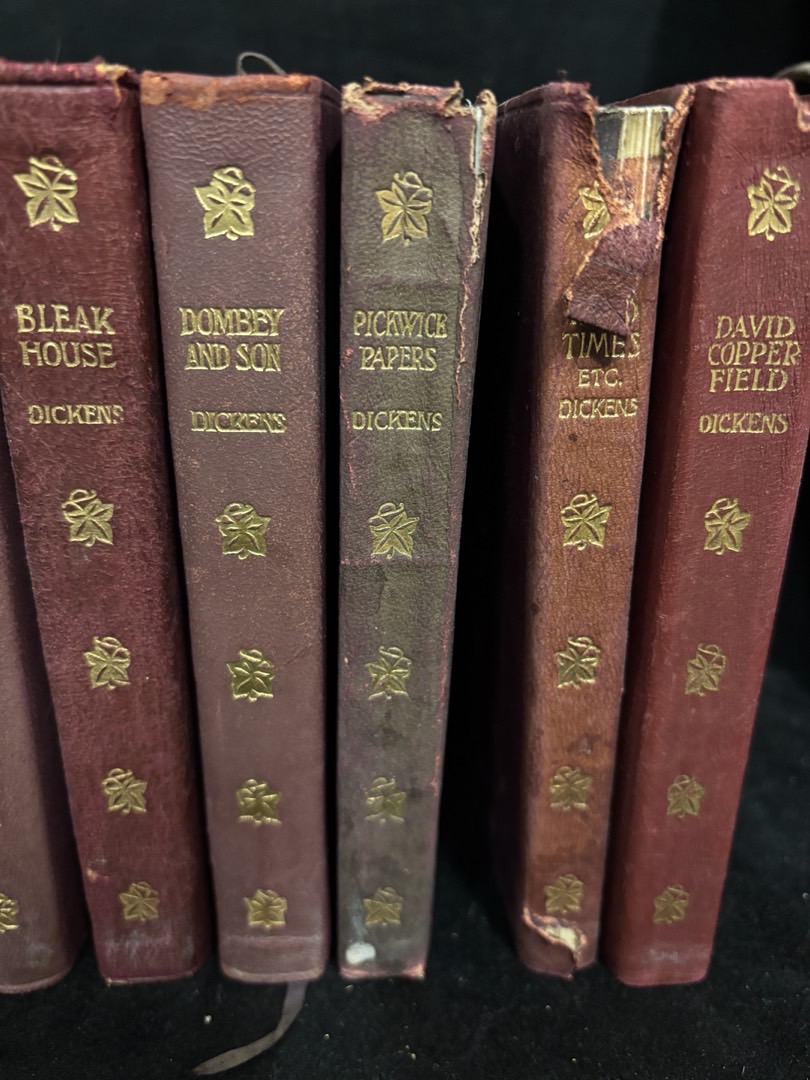 BLEAK
HOUSE
DICKENS
DOMBEY
AND SON
DICKENS
PICKWICK
PAPERS
DICKENS
TIMES
ETC.
DICKENS
DAVID
COPPER
FIELD
DICKENS